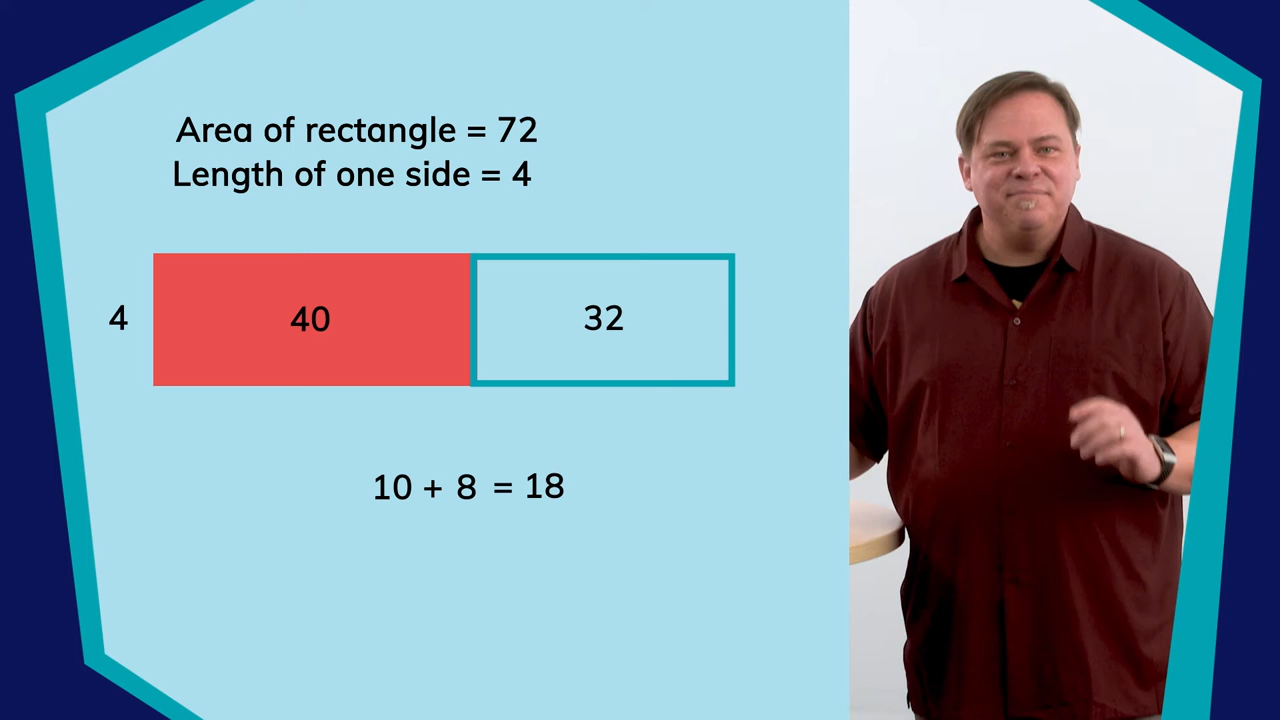 Area of rectangle = 72
Length of one side = 4
4 40 32
10 + 8 = 18